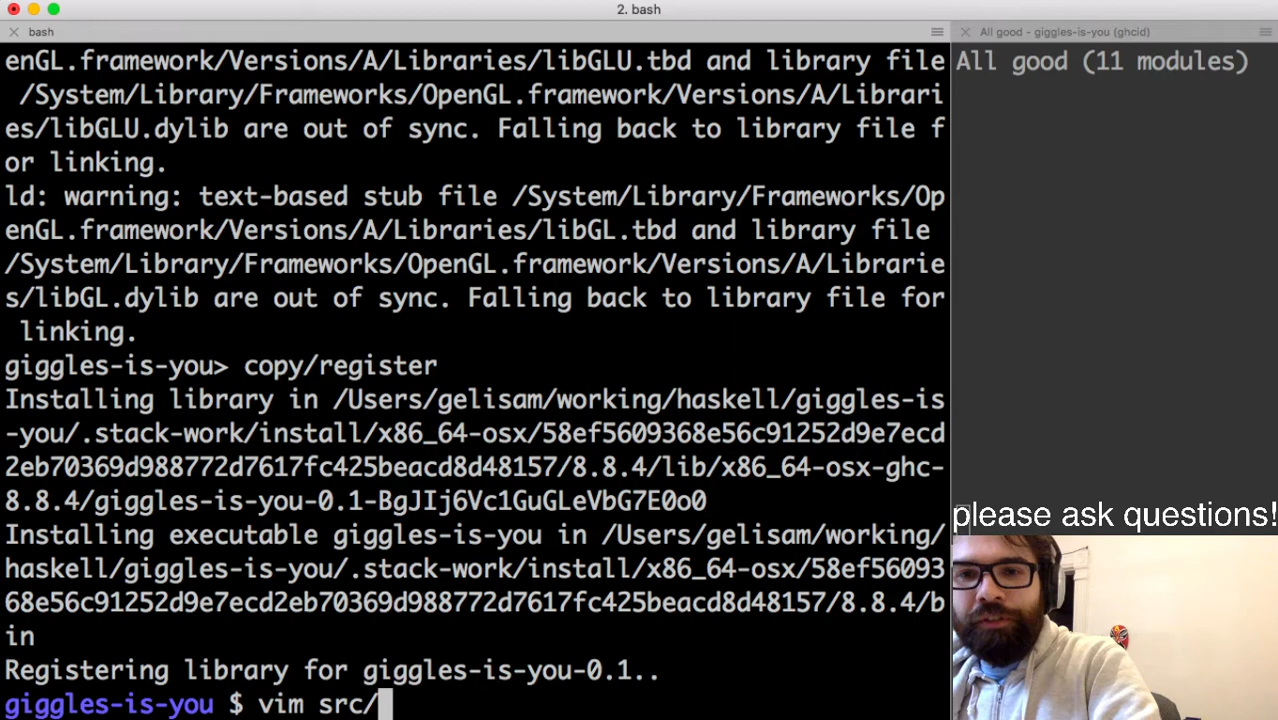 2. bash
bash
All good - giggles-is-you (ghcid)
enGL.framework/Versions/A/Libraries/libGLU.tbd and library file
/System/Library/Frameworks/OpenGL.framework/Versions/A/Librari
es/libGLU.dylib are out of sync. Falling back to library file f
or linking.
ld: warning: text-based stub file /System/Library/Frameworks/Op
enGL.framework/Versions/A/Libraries/libGL.tbd and library file
/System/Library/Frameworks/OpenGL.framework/Versions/A/Librarie
s/libGL.dylib are out of sync. Falling back to library file for
linking.
giggles-is-you> copy/register
Installing library in /Users/gelisam/working/haskell/giggles-is
-you/.stack-work/install/x86_64-osx/58ef5609368e56c91252d9e7ecd
2eb70369d988772d7617fc425beacd8d48157/8.8.4/lib/x86_64-osx-ghc-
8.8.4/giggles-is-you-0.1-BgJIj6Vc1GuGLeVbG7E0o0
Installing executable giggles-is-you in /Users/gelisam/working/
haskell/giggles-is-you/.stack-work/install/x86_64-osx/58ef56093
68e56c91252d9e7ecd2eb70369d988772d7617fc425beacd8d48157/8.8.4/b
in
Registering library for giggles-is-you-0.1..
giggles-is-you $ vim src/
All good (11 modules)
please ask questions!